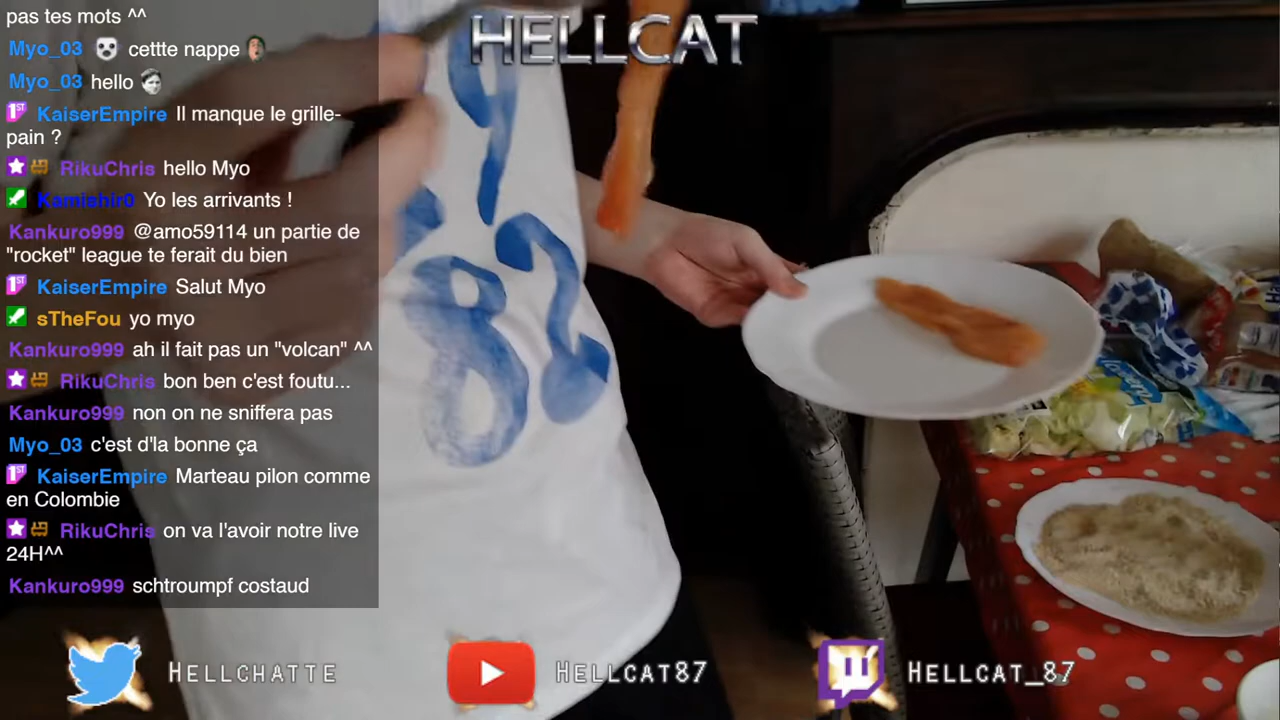 pas tes mots ^^
Myo_03 cettte nappe
Myo_03 hello
KaiserEmpire Il manque le grille-
pain ?
RikuChris hello Myo
Kamishir0 Yo les arrivants !
Kankuro999 @amo59114 un partie de
"rocket" league te ferait du bien
KaiserEmpire Salut Myo
sTheFou yo myo
Kankuro999 ah il fait pas un "volcan" ^^
RikuChris bon ben c'est foutu...
Kankuro999 non on ne sniffera pas
Myo_03 c'est d'la bonne ça
KaiserEmpire Marteau pilon comme
en Colombie
RikuChris on va l'avoir notre live
24H^^
Kankuro999 schtroumpf costaud
HELLCAT
87
HELLCHATTE
HELLCAT87
HELLCAT_87